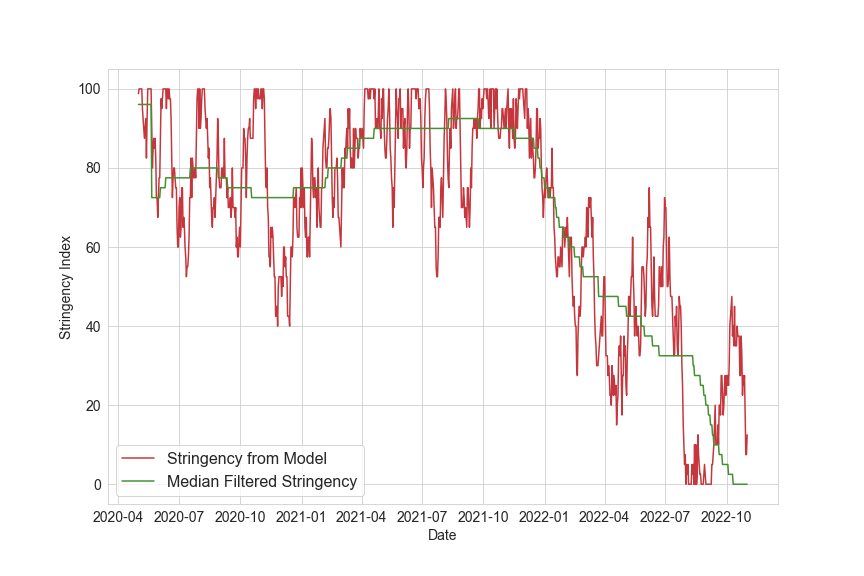 100
80
60
40
20
0
Stringency Index
Stringency from Model
Median Filtered Stringency
2020-04 2020-07 2020-10 2021-01 2021-04 2021-07 2021-10 2022-01 2022-04 2022-07 2022-10
Date